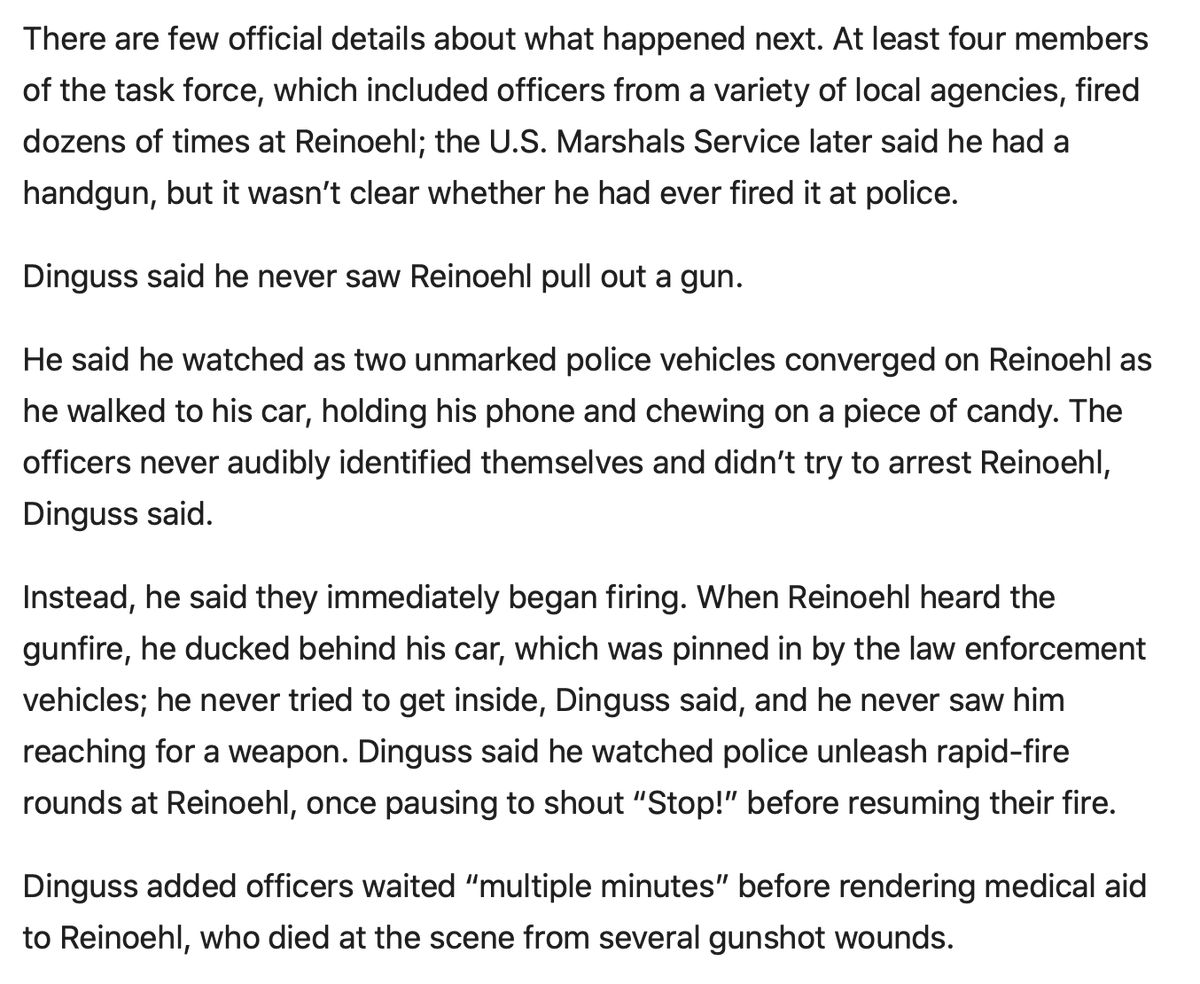 There are few official details about what happened next. At least four members
of the task force, which included officers from a variety of local agencies, fired
dozens of times at Reinoehl; the U.S. Marshals Service later said he had a
handgun, but it wasn’t clear whether he had ever fired it at police.
Dinguss said he never saw Reinoehl pull out a gun.
He said he watched as two unmarked police vehicles converged on Reinoehl as
he walked to his car, holding his phone and chewing on a piece of candy. The
officers never audibly identified themselves and didn’t try to arrest Reinoehl,
Dinguss said.
Instead, he said they immediately began firing. When Reinoehl heard the
gunfire, he ducked behind his car, which was pinned in by the law enforcement
vehicles; he never tried to get inside, Dinguss said, and he never saw him
reaching for a weapon. Dinguss said he watched police unleash rapid-fire
rounds at Reinoehl, once pausing to shout “Stop!” before resuming their fire.
Dinguss added officers waited “multiple minutes” before rendering medical aid
to Reinoehl, who died at the scene from several gunshot wounds.